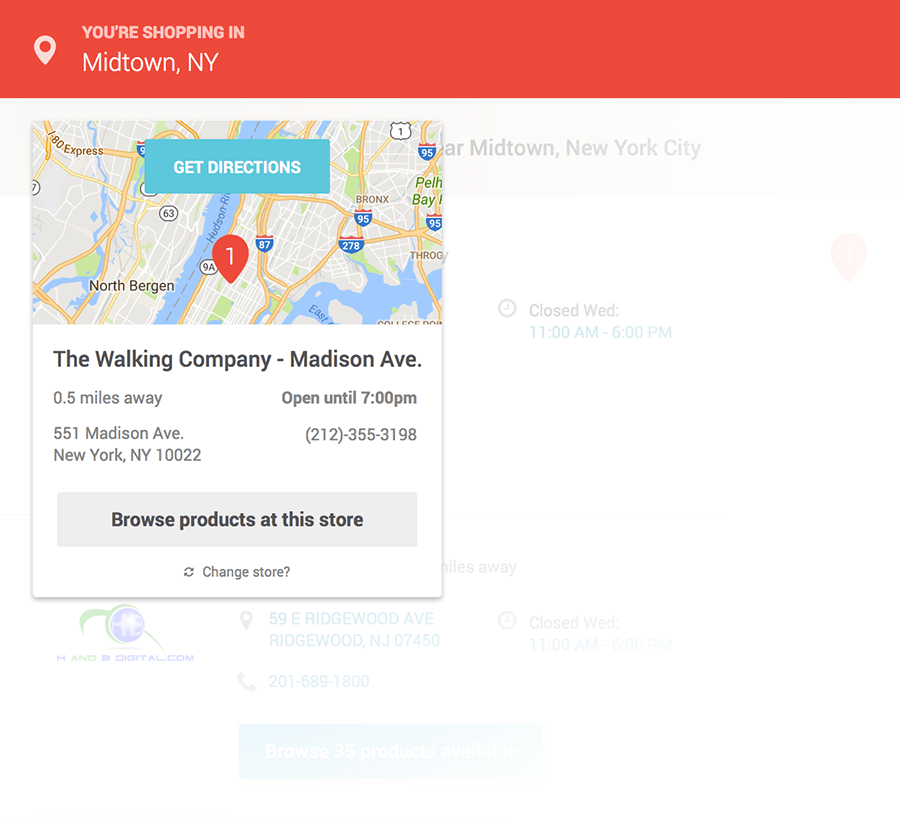 YOU'RE SHOPPING IN
Midtown, NY
ar Midtown, New York City
I-80 Express
1
95
GET DIRECTIONS
Pelh
Bay
BRONX
63
95
95
Hudson Riv
87
278
THROG
1
9A
North Bergen
1
East
COLLEGE POIN
Closed Wed:
11:00 AM - 6:00 PM
The Walking Company - Madison Ave.
0.5 miles away
Open until 7:00pm
551 Madison Ave.
(212)-355-3198
New York, NY 10022
Browse products at this store
Change store?
miles away
H AND B DIGITAL.COM
59 E RIDGEWOOD AVE
RIDGEWOOD, NJ 07450
Closed Wed:
11:00 AM - 6:00 PM
201-689-1800
Browse 35 products available